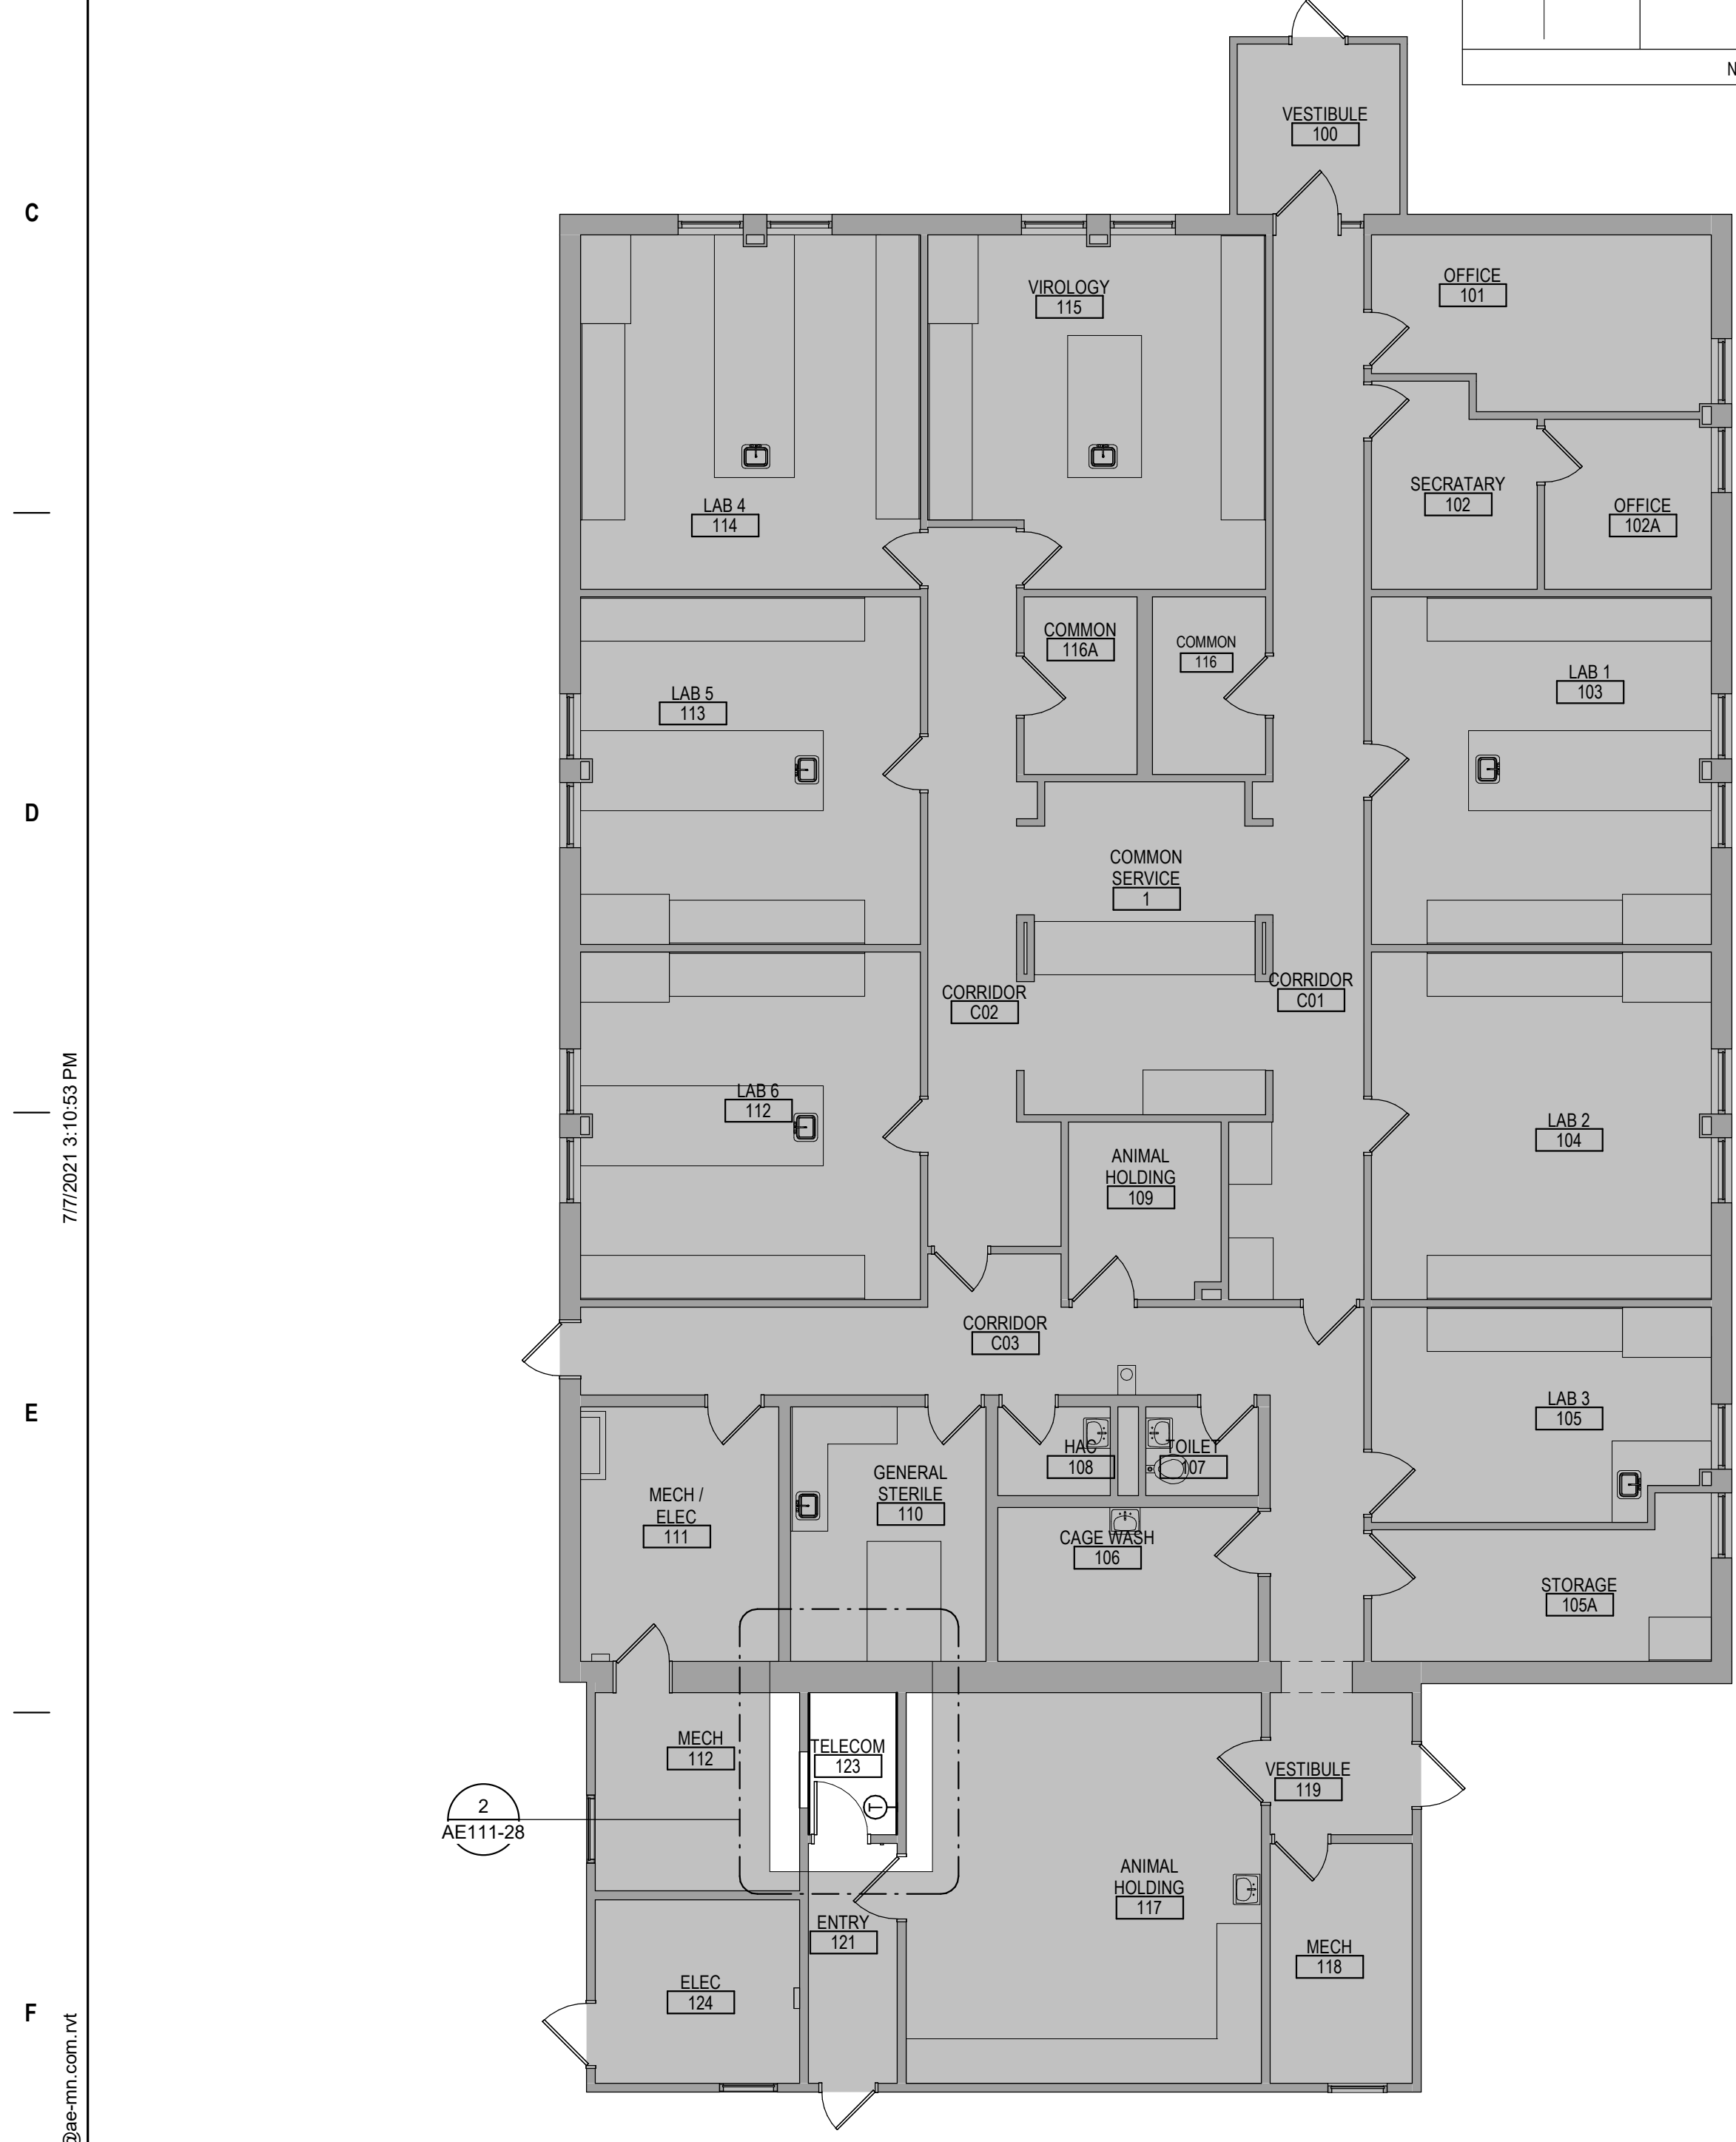 N
VESTIBULE
100
C
OFFICE
101
VIROLOGY
115
SECRATARY
102
OFFICE
102A
LAB 4
114
COMMON
116A
COMMON
116
LAB 1
103
LAB 5
113
D
COMMON
SERVICE
1
CORRIDOR
C02
CORRIDOR
C01
7/7/2021 3:10:53 PM
LAB 6
112
LAB 2
104
ANIMAL
HOLDING
109
CORRIDOR
C03
E
LAB 3
105
HAC
108
TOILET
107
GENERAL
STERILE
110
MECH /
ELEC
111
CAGE WASH
106
STORAGE
105A
MECH
112
TELECOM
123
T
VESTIBULE
119
2
AE111-28
ANIMAL
HOLDING
117
ENTRY
121
MECH
118
ELEC
124
F
@ae-mn.com.rvt